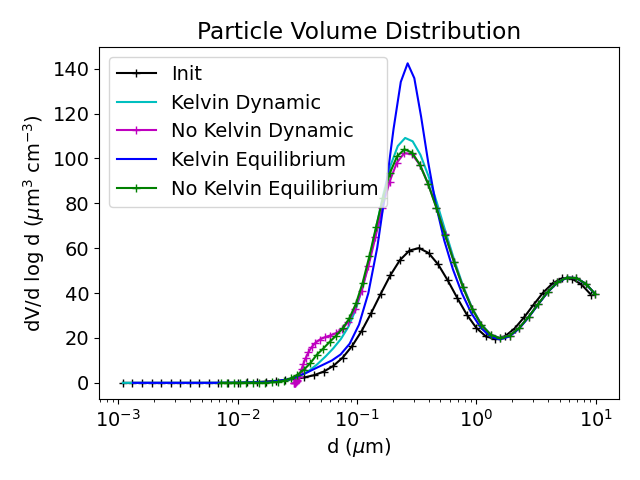 Particle Volume Distribution
Init
Kelvin Dynamic
No Kelvin Dynamic
Kelvin Equilibrium
No Kelvin Equilibrium
dV/d log d (μm³ cm⁻³)
140
120
100
80
60
40
20
0
10⁻³ 10⁻² 10⁻¹ 10⁰ 10¹
d (μm)